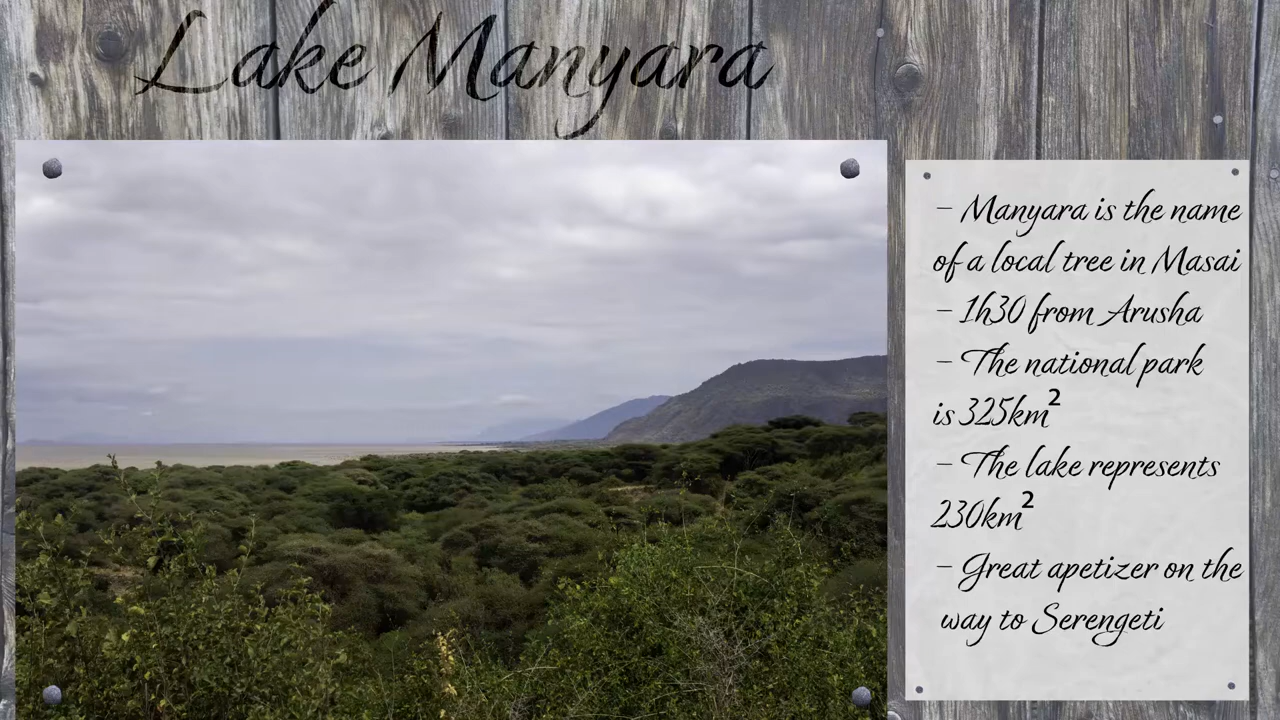 Lake Manyara
- Manyara is the name
of a local tree in Masai
- 1h30 from Arusha
- The national park
is 325km²
- The lake represents
230km²
- Great apetizer on the
way to Serengeti